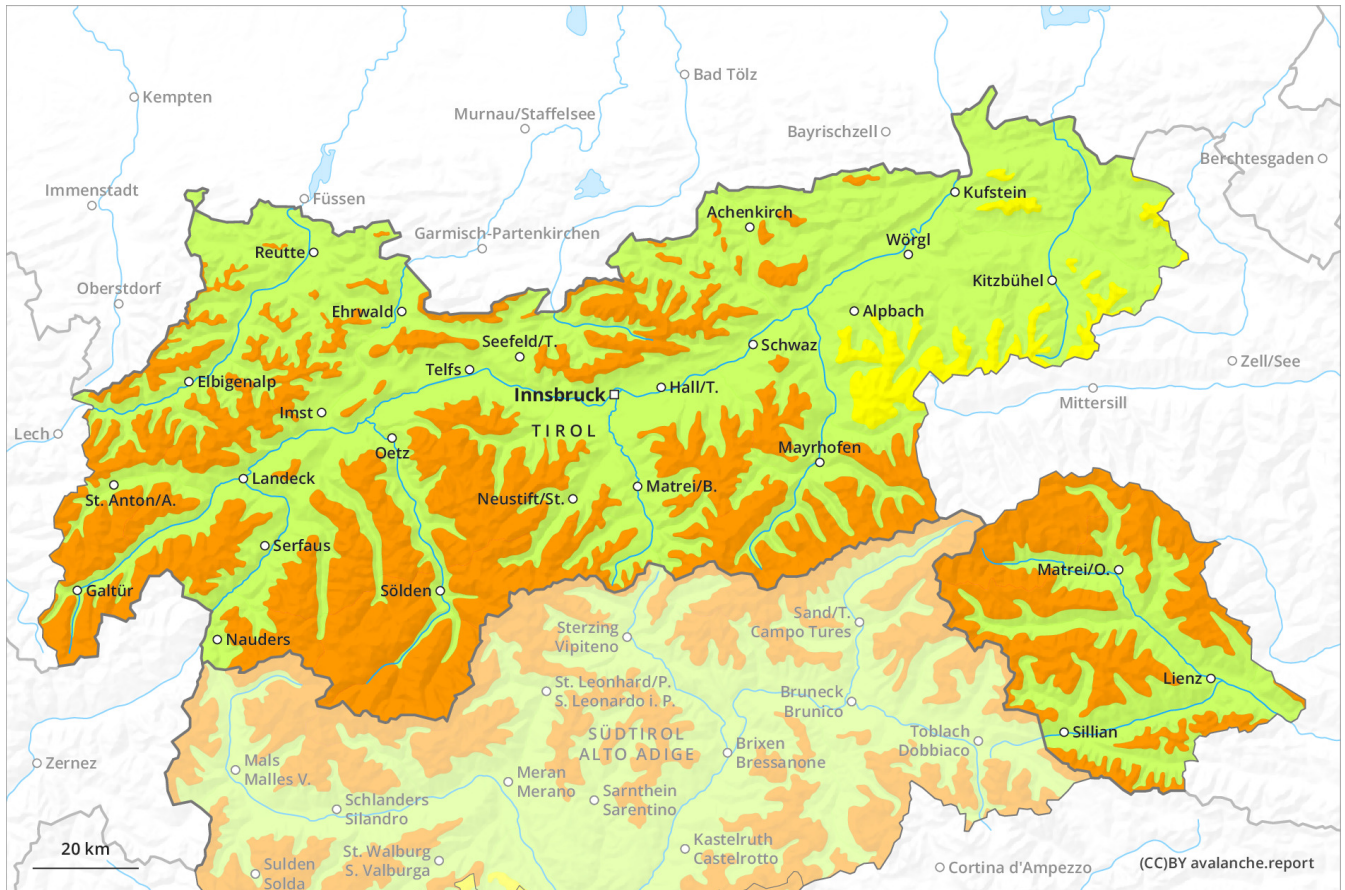 Bad Tölz
Kempten
Murnau/Staffelsee
Bayrischzell
Berchtesgaden
Immenstadt
Füssen
Kufstein
Achenkirch
Garmisch-Partenkirchen
Wörgl
Reutte
Kitzbühel
Oberstdorf
Ehrwald
Alpbach
Seefeld/T.
Schwaz
Zell/See
Telfs
Elbigenalp
Hall/T.
Innsbruck
Mittersill
Imst
TIROL
Lech
Oetz
Mayrhofen
Landeck
Matrei/B.
St. Anton/A.
Neustift/St.
Serfaus
Matrei/O.
Galtür
Sölden
Sand/T.
Campo Tures
Sterzing
Vipiteno
Nauders
Lienz
St. Leonhard/P.
S. Leonardo i. P.
Bruneck
Brunico
Sillian
Toblach
Dobbiaco
SÜDTIROL
ALTO ADIGE
Brixen
Bressanone
Zernez
Mals
Malles V.
Meran
Merano
Sarnthein
Sarentino
Schlanders
Silandro
Kastelruth
Castelrotto
20 km
St. Walburg
S. Valburga
Sulden
Solda
Cortina d'Ampezzo
(CC)BY avalanche.report